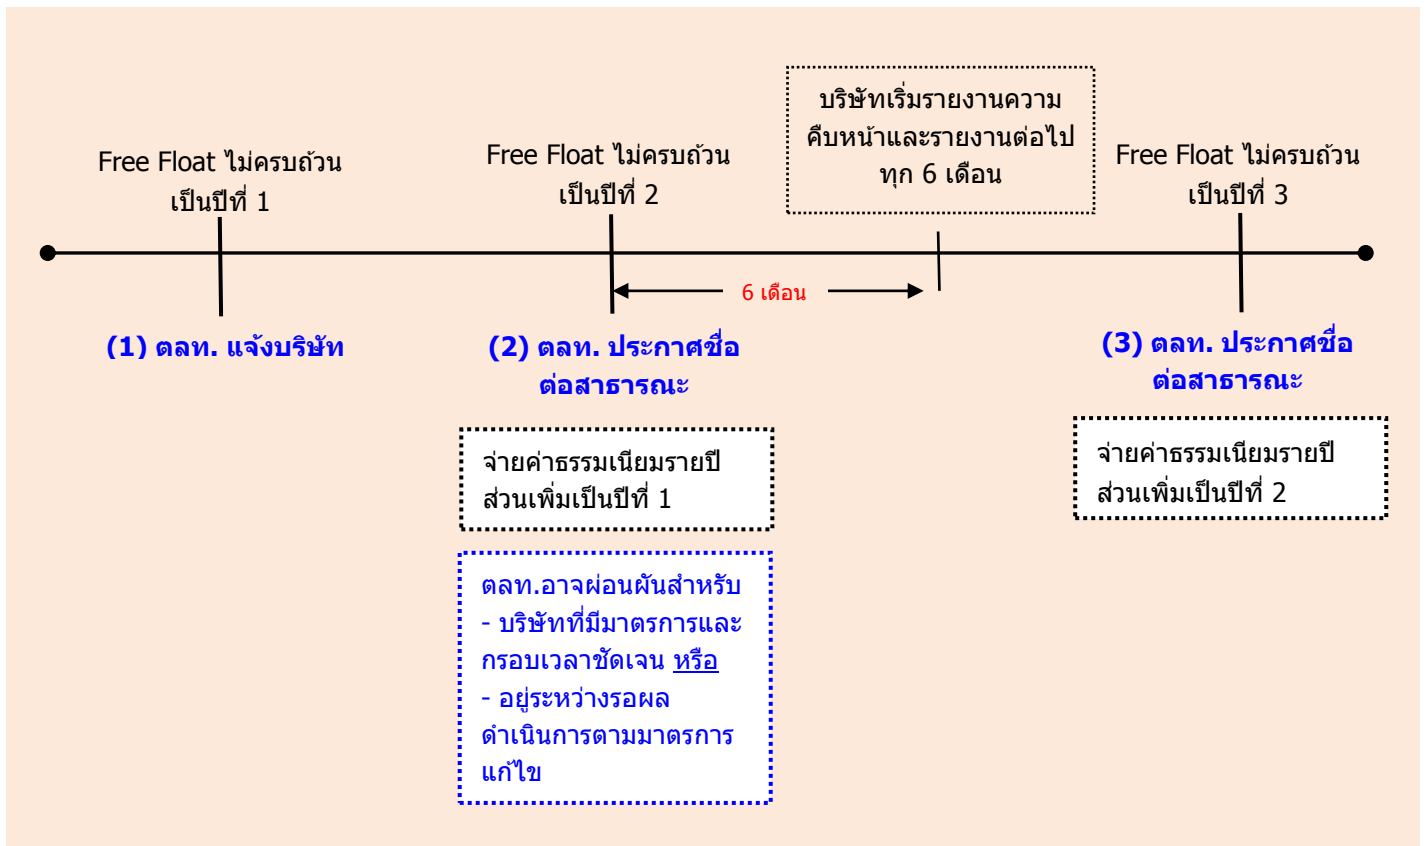 Free Float ไม่ครบถ้วน
เป็นปีที่ 1
Free Float ไม่ครบถ้วน
เป็นปีที่ 2
บริษัทเริ่มรายงานความ
คืบหน้าและรายงานต่อไป
ทุก 6 เดือน
Free Float ไม่ครบถ้วน
เป็นปีที่ 3
6 เดือน
(1) ตลท. แจ้งบริษัท
(2) ตลท. ประกาศชื่อ
ต่อสาธารณะ
(3) ตลท. ประกาศชื่อ
ต่อสาธารณะ
จ่ายค่าธรรมเนียมรายปี
ส่วนเพิ่มเป็นปีที่ 1
จ่ายค่าธรรมเนียมรายปี
ส่วนเพิ่มเป็นปีที่ 2
ตลท.อาจผ่อนผันสำหรับ
- บริษัทที่มีมาตรการและ
กรอบเวลาชัดเจน หรือ
- อยู่ระหว่างรอผล
ดำเนินการตามมาตรการ
แก้ไข